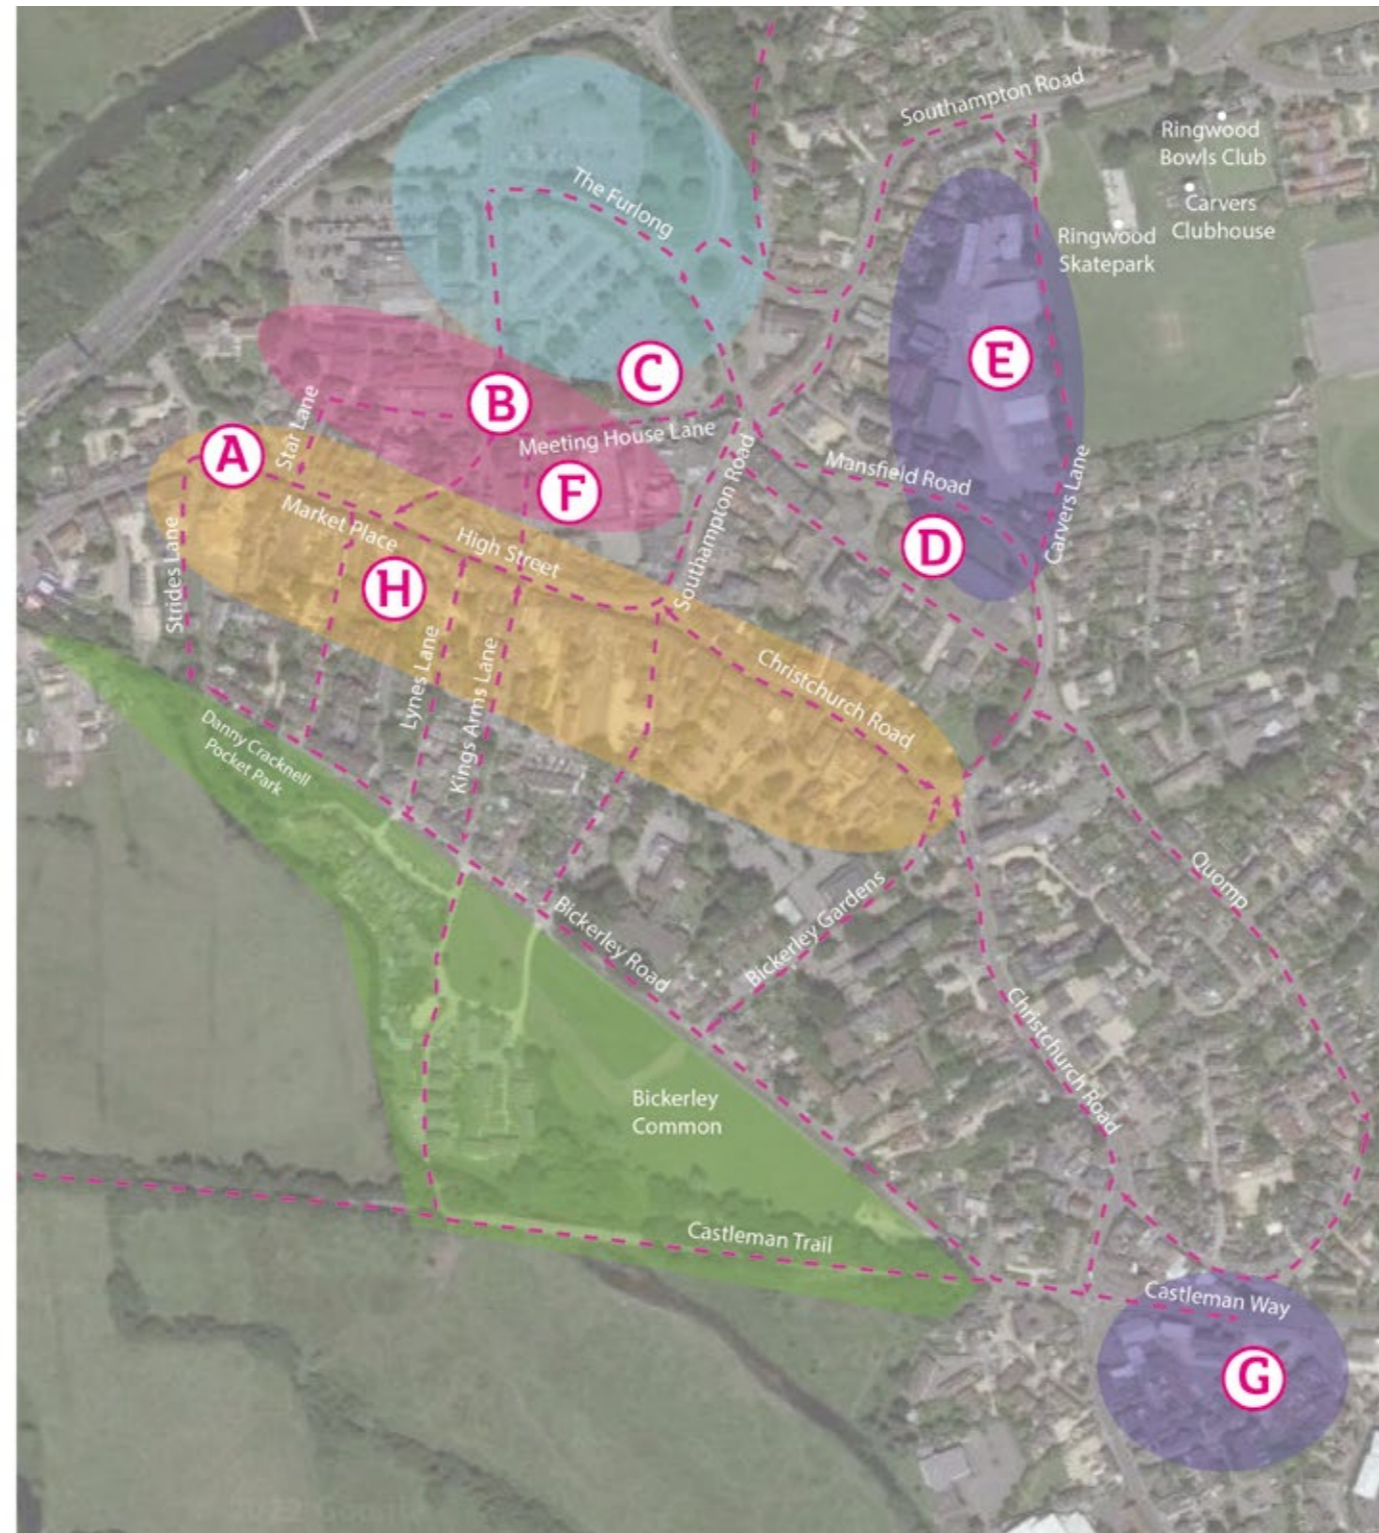 Southampton Road
Ringwood
Bowls Club
Carvers
Clubhouse
Ringwood
Skatepark
The Furlong
E
C
B
Star Lane
Meeting House Lane
A
F
Mansfield Road
Southampton Road
Carvers Lane
D
Market Place
High Street
H
Strides Lane
Lynes Lane
Kings Arms Lane
Christchurch Road
Danny Cracknell
Pocket Park
Quomp
Bickerley Gardens
Bickerley Road
Christchurch Road
Bickerley
Common
Castleman Trail
Castleman Way
G